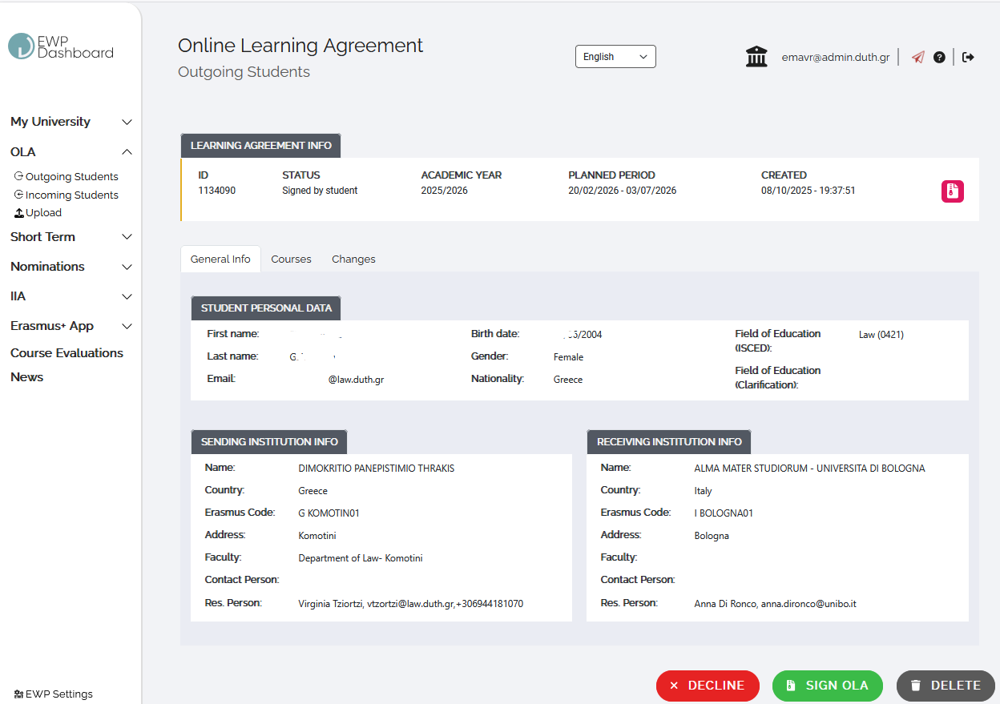 EWP
Dashboard
Online Learning Agreement
Outgoing Students
English
emavr@admin.duth.gr
My University
OLA
Outgoing Students
Incoming Students
Upload
Short Term
Nominations
IIA
Erasmus+ App
Course Evaluations
News
EWP Settings
LEARNING AGREEMENT INFO
ID STATUS ACADEMIC YEAR PLANNED PERIOD CREATED
1134090 Signed by student 2025/2026 20/02/2026 - 03/07/2026 08/10/2025 - 19:37:51
General Info Courses Changes
STUDENT PERSONAL DATA
First name:
Last name: G.
Email: @law.duth.gr
Birth date: /2004
Gender: Female
Nationality: Greece
Field of Education Law (0421)
(ISCED):
Field of Education
(Clarification):
SENDING INSTITUTION INFO
Name: DIMOKRITIO PANEPISTIMIO THRAKIS
Country: Greece
Erasmus Code: G KOMOTIN01
Address: Komotini
Faculty: Department of Law- Komotini
Contact Person:
Res. Person: Virginia Tziortzi, vtzortzi@law.duth.gr,+306944181070
RECEIVING INSTITUTION INFO
Name: ALMA MATER STUDIORUM - UNIVERSITA DI BOLOGNA
Country: Italy
Erasmus Code: I BOLOGNA01
Address: Bologna
Faculty:
Contact Person:
Res. Person: Anna Di Ronco, anna.dironco@unibo.it
DECLINE SIGN OLA DELETE